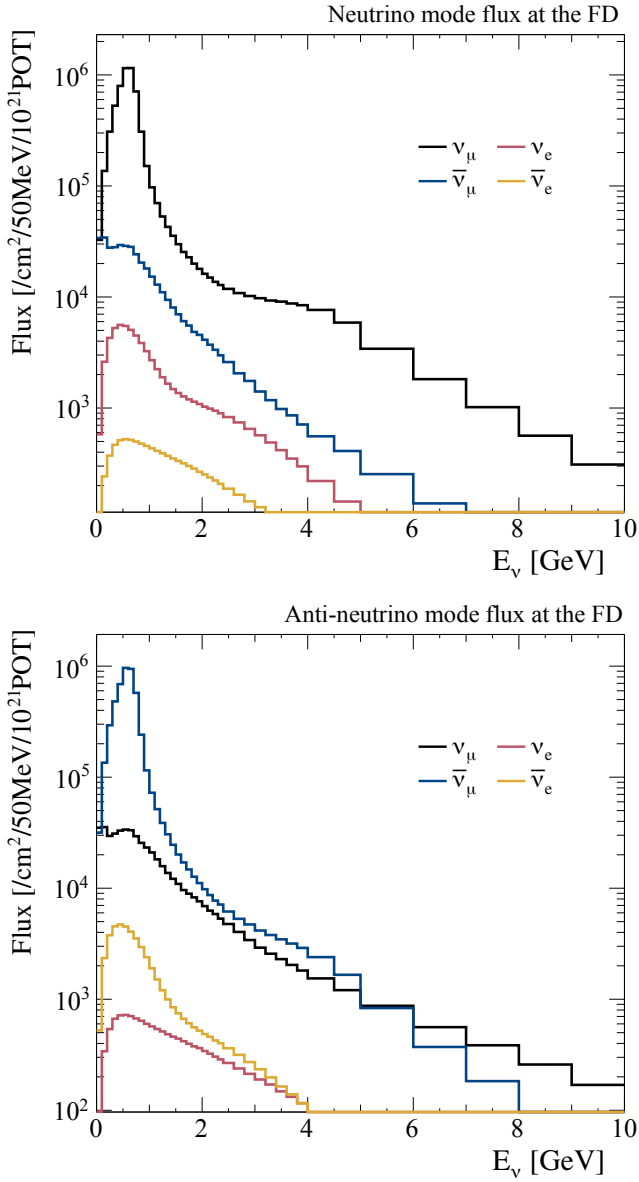 Neutrino mode flux at the FD
Flux [/cm²/50MeV/10²¹POT]
10⁶
10⁵
10⁴
10³
ν_μ ν_e
ν̄_μ ν̄_e
0 2 4 6 8 10
E_ν [GeV]
Anti-neutrino mode flux at the FD
Flux [/cm²/50MeV/10²¹POT]
10⁶
10⁵
10⁴
10³
10²
ν_μ ν_e
ν̄_μ ν̄_e
0 2 4 6 8 10
E_ν [GeV]